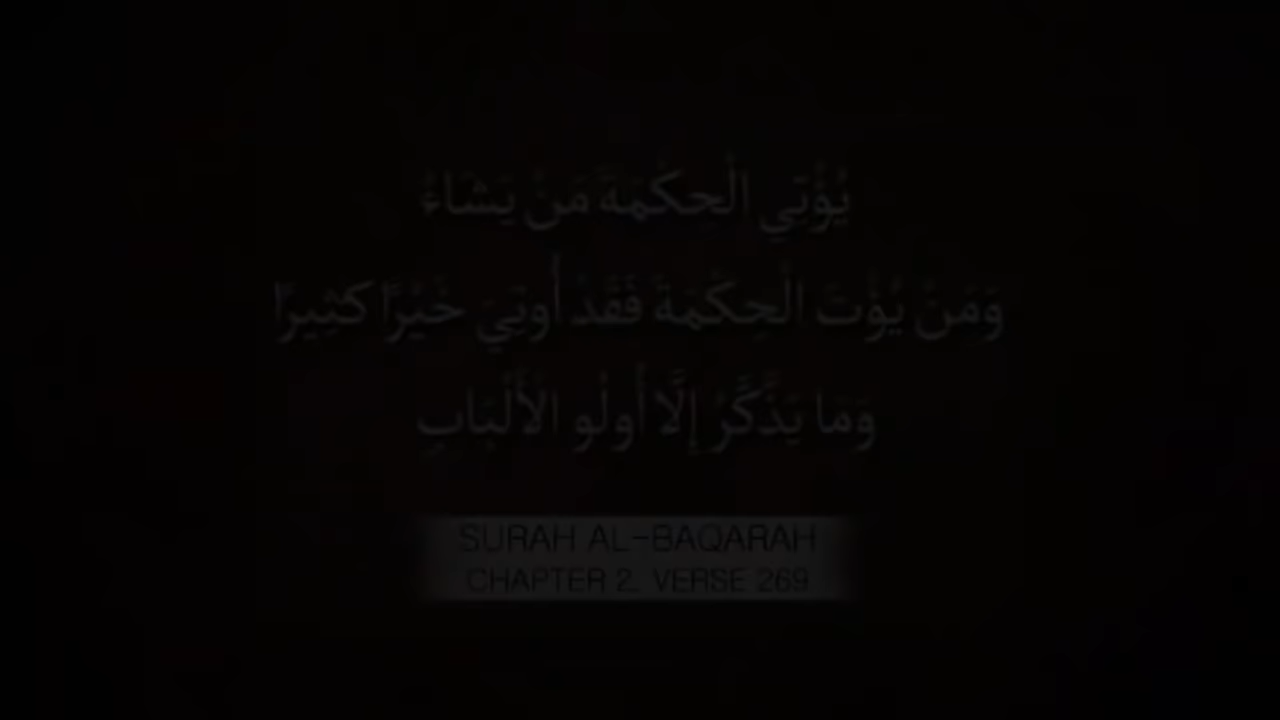 يُؤْتِي الْحِكْمَةَ مَنْ يَشَاءُ
وَمَنْ يُؤْتَ الْحِكْمَةَ فَقَدْ أُوتِيَ خَيْرًا كَثِيرًا
وَمَا يَذَّكَّرُ إِلَّا أُولُو الْأَلْبَابِ
SURAH AL-BAQARAH
CHAPTER 2, VERSE 269